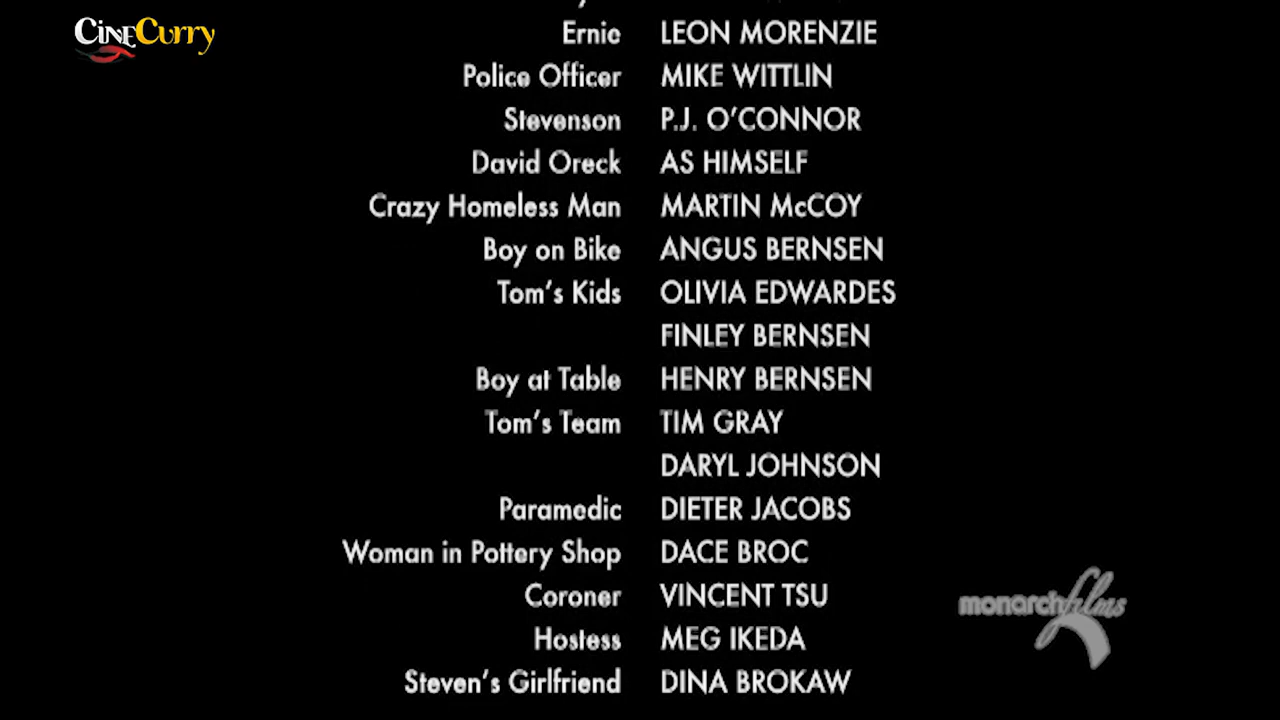 CineCurry
Ernie LEON MORENZIE
Police Officer MIKE WITTLIN
Stevenson P.J. O'CONNOR
David Oreck AS HIMSELF
Crazy Homeless Man MARTIN McCOY
Boy on Bike ANGUS BERNSEN
Tom's Kids OLIVIA EDWARDES
FINLEY BERNSEN
Boy at Table HENRY BERNSEN
Tom's Team TIM GRAY
DARYL JOHNSON
Paramedic DIETER JACOBS
Woman in Pottery Shop DACE BROC
Coroner VINCENT TSU
monarchfilms
Hostess MEG IKEDA
Steven's Girlfriend DINA BROKAW